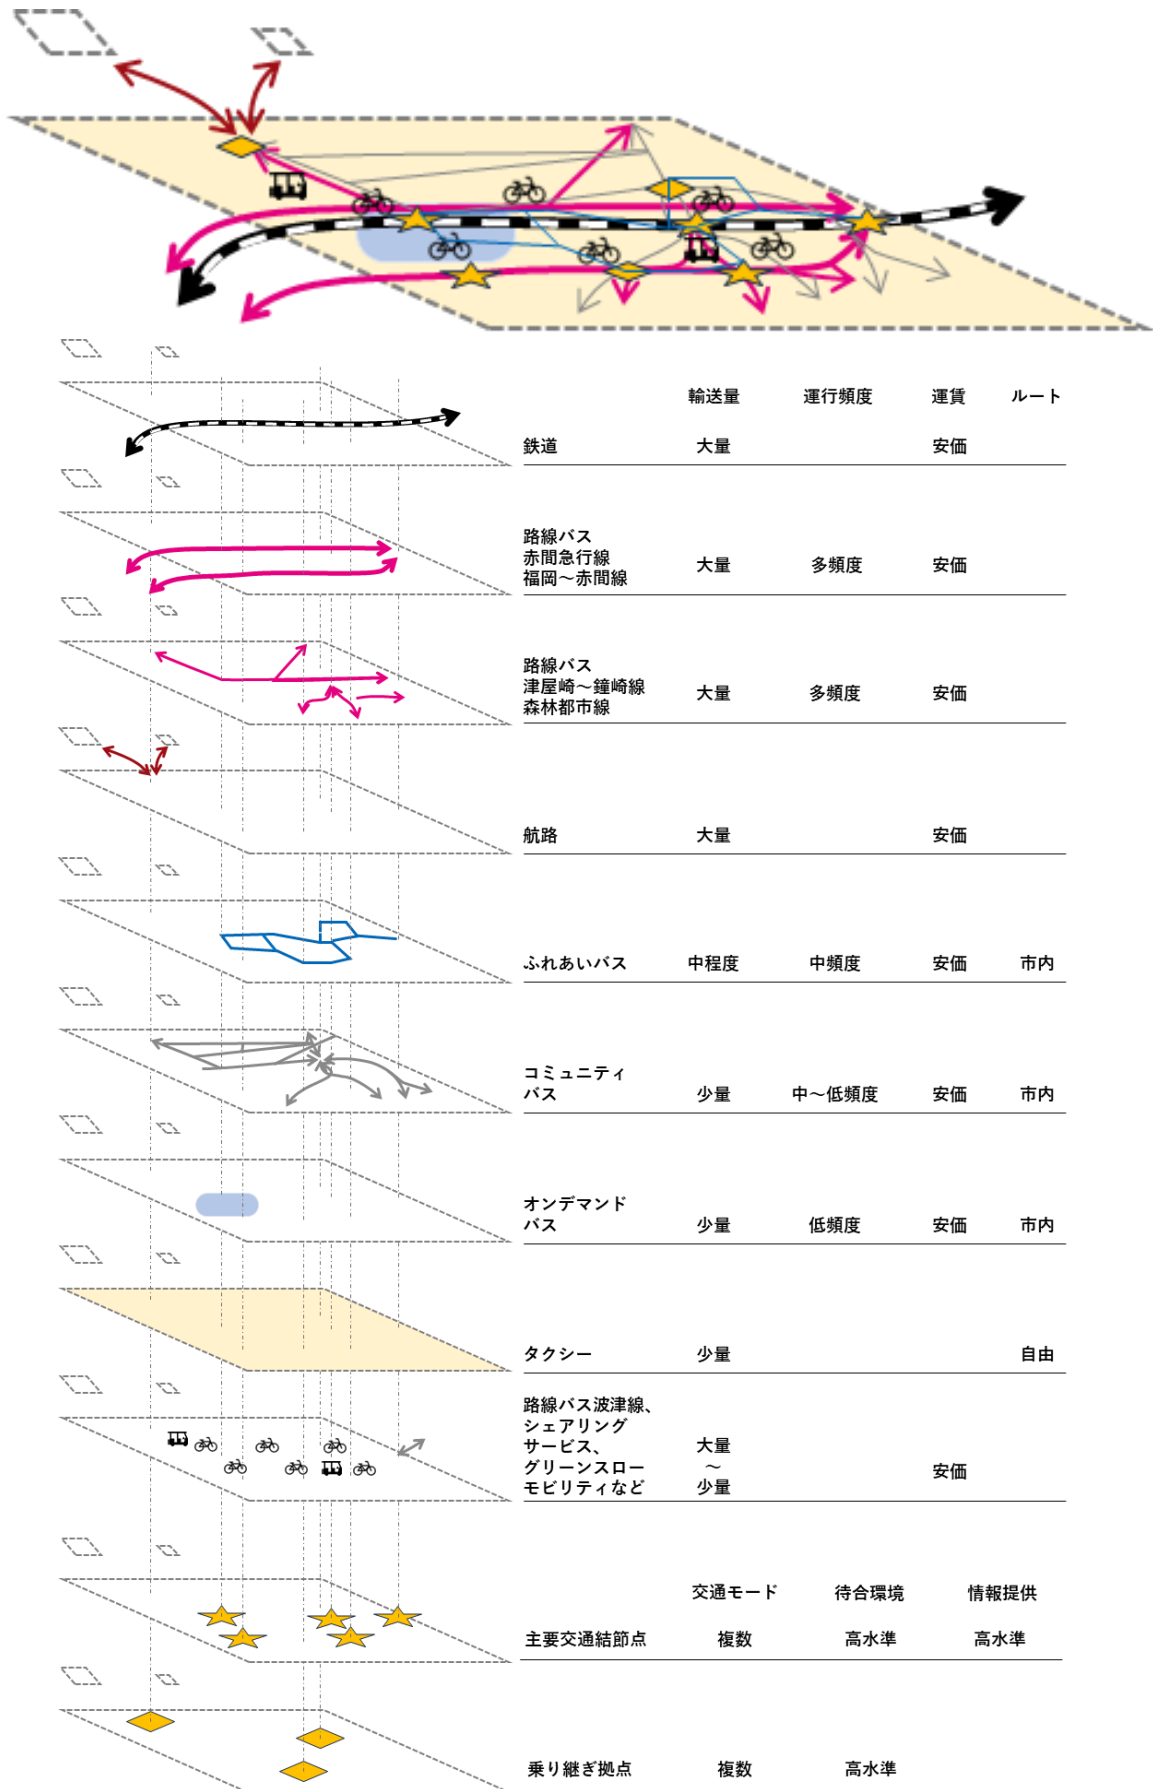 輸送量 運行頻度 運賃 ルート
鉄道 大量 安価
路線バス
赤間急行線
福岡～赤間線 大量 多頻度 安価
路線バス
津屋崎～鐘崎線 大量 多頻度 安価
森林都市線
航路 大量 安価
ふれあいバス 中程度 中頻度 安価 市内
コミュニティ
バス 少量 中～低頻度 安価 市内
オンデマンド
バス 少量 低頻度 安価 市内
タクシー 少量 自由
路線バス波津線、
シェアリング
サービス、 大量
グリーンスロー ～ 安価
モビリティなど 少量
交通モード 待合環境 情報提供
主要交通結節点 複数 高水準 高水準
乗り継ぎ拠点 複数 高水準